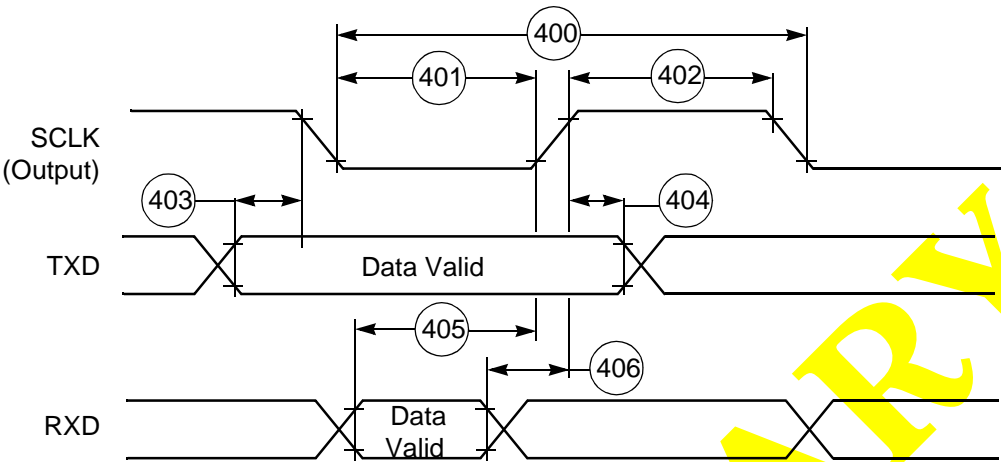 400
401
402
SCLK
(Output)
403
404
TXD
Data Valid
405
406
RXD
Data
Valid
A
R
Y